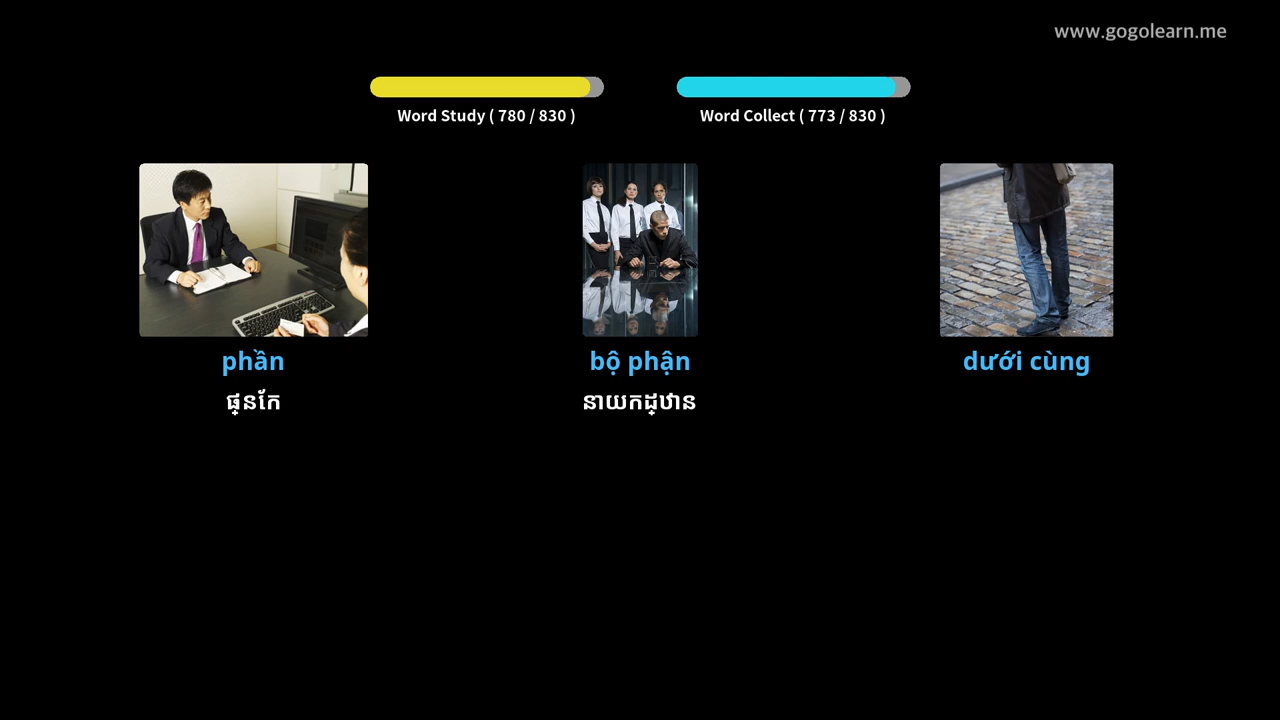 www.gogolearn.me
Word Study ( 780 / 830 )
Word Collect ( 773 / 830 )
phần
bộ phận
dưới cùng
ផ្នែក
នាយកដ្ឋាន